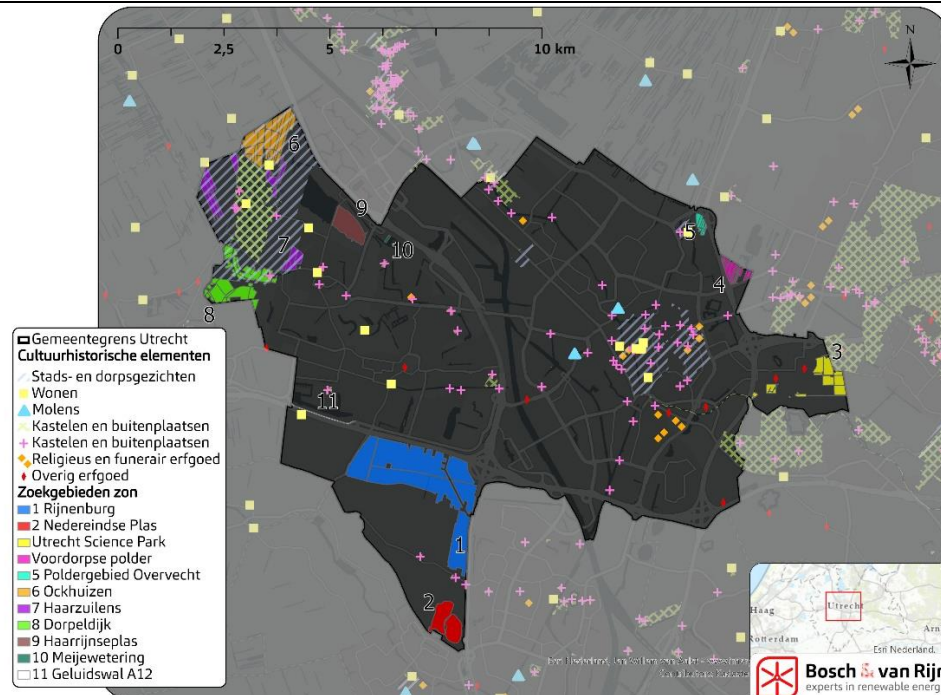 0 2,5 5 10 km
N
6
9
7
10
5
4
8
3
11
1
2
Gemeentegrens Utrecht
Cultuurhistorische elementen
Stads- en dorpsgezichten
Wonen
Molens
Kastelen en buitenplaatsen
Kastelen en buitenplaatsen
Religieus en funerair erfgoed
Overig erfgoed
Zoekgebieden zon
1 Rijnenburg
2 Nedereindse Plas
Utrecht Science Park
Voordorpse polder
5 Poldergebied Overvecht
6 Ockhuizen
7 Haarzuilens
8 Dorpeldijk
9 Haarrijnseplas
10 Meijewetering
11 Geluidswal A12
Haag
Utrecht
Rotterdam
Arn
Esri Nederland,
Bosch & van Rijn
experts in renewable energ